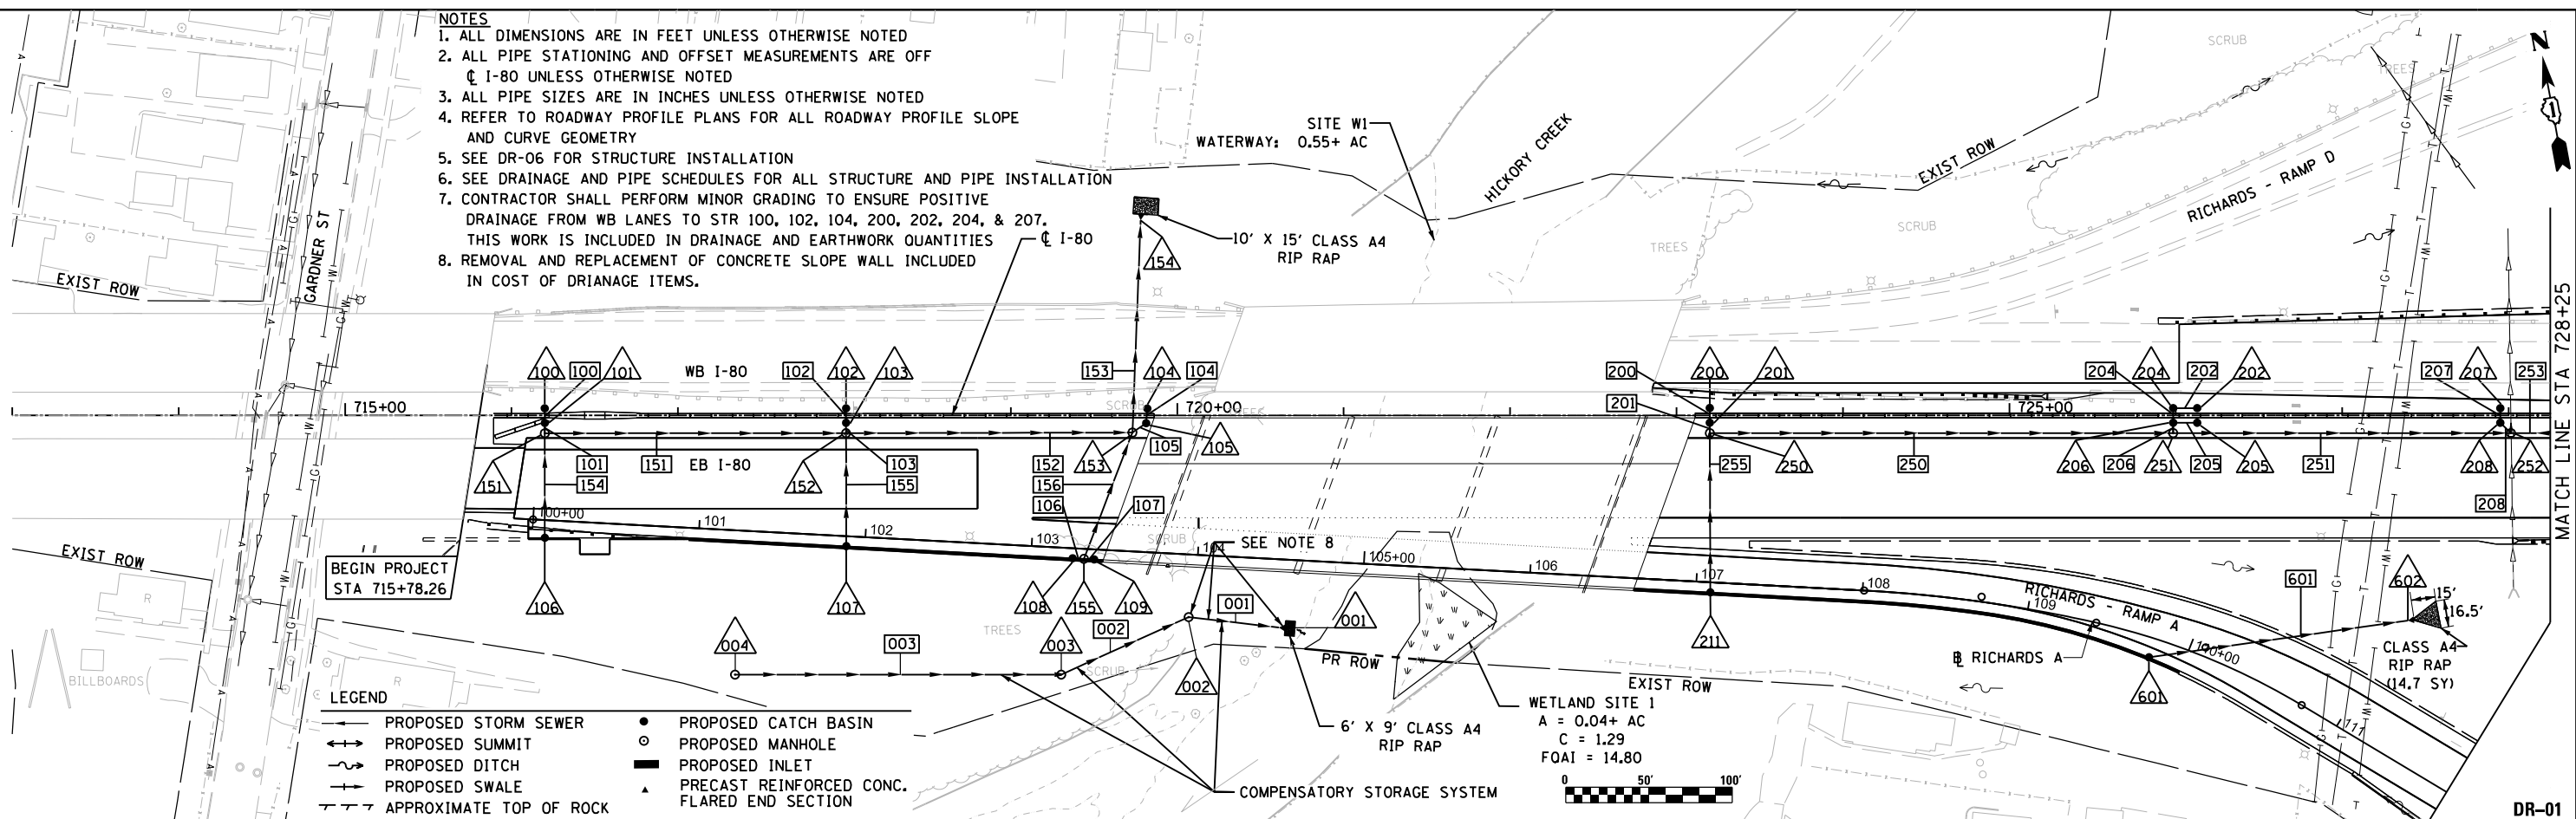 NOTES
1. ALL DIMENSIONS ARE IN FEET UNLESS OTHERWISE NOTED
2. ALL PIPE STATIONING AND OFFSET MEASUREMENTS ARE OFF
℄ I-80 UNLESS OTHERWISE NOTED
3. ALL PIPE SIZES ARE IN INCHES UNLESS OTHERWISE NOTED
4. REFER TO ROADWAY PROFILE PLANS FOR ALL ROADWAY PROFILE SLOPE
AND CURVE GEOMETRY
5. SEE DR-06 FOR STRUCTURE INSTALLATION
6. SEE DRAINAGE AND PIPE SCHEDULES FOR ALL STRUCTURE AND PIPE INSTALLATION
7. CONTRACTOR SHALL PERFORM MINOR GRADING TO ENSURE POSITIVE
DRAINAGE FROM WB LANES TO STR 100, 102, 104, 200, 202, 204, & 207.
THIS WORK IS INCLUDED IN DRAINAGE AND EARTHWORK QUANTITIES
8. REMOVAL AND REPLACEMENT OF CONCRETE SLOPE WALL INCLUDED
IN COST OF DRIANAGE ITEMS.
℄ I-80
SITE W1
WATERWAY: 0.55+ AC
HICKORY CREEK
10' X 15' CLASS A4
RIP RAP
154
EXIST ROW
RICHARDS - RAMP D
SCRUB
TREES
SCRUB
TREES
N
1
GARDNER ST
EXIST ROW
100
100
101
WB I-80
102
102
103
153
104
104
200
200
201
204
204
202
202
207
207
253
201
715+00
SCRUB
720+00
TREES
725+00
MATCH LINE STA 728+25
151
101
151
EB I-80
152
103
152
153
105
105
255
250
250
206
206
251
205
205
251
208
252
154
155
156
106
107
208
100+00
101
102
103
104
105+00
106
107
108
109
110+00
111
SCRUB
SEE NOTE 8
EXIST ROW
BEGIN PROJECT
STA 715+78.26
R
106
107
108
155
109
001
001
211
RICHARDS - RAMP A
601
602
15'
16.5'
CLASS A4
RIP RAP
(14.7 SY)
TREES
004
003
003
002
SCRUB
002
PR ROW
EXIST ROW
℄ RICHARDS A
601
BILLBOARDS
R
6' X 9' CLASS A4
RIP RAP
WETLAND SITE 1
A = 0.04+ AC
C = 1.29
FQAI = 14.80
COMPENSATORY STORAGE SYSTEM
0 50' 100'
LEGEND
PROPOSED STORM SEWER
PROPOSED SUMMIT
PROPOSED DITCH
PROPOSED SWALE
APPROXIMATE TOP OF ROCK
PROPOSED CATCH BASIN
PROPOSED MANHOLE
PROPOSED INLET
PRECAST REINFORCED CONC.
FLARED END SECTION
DR-01